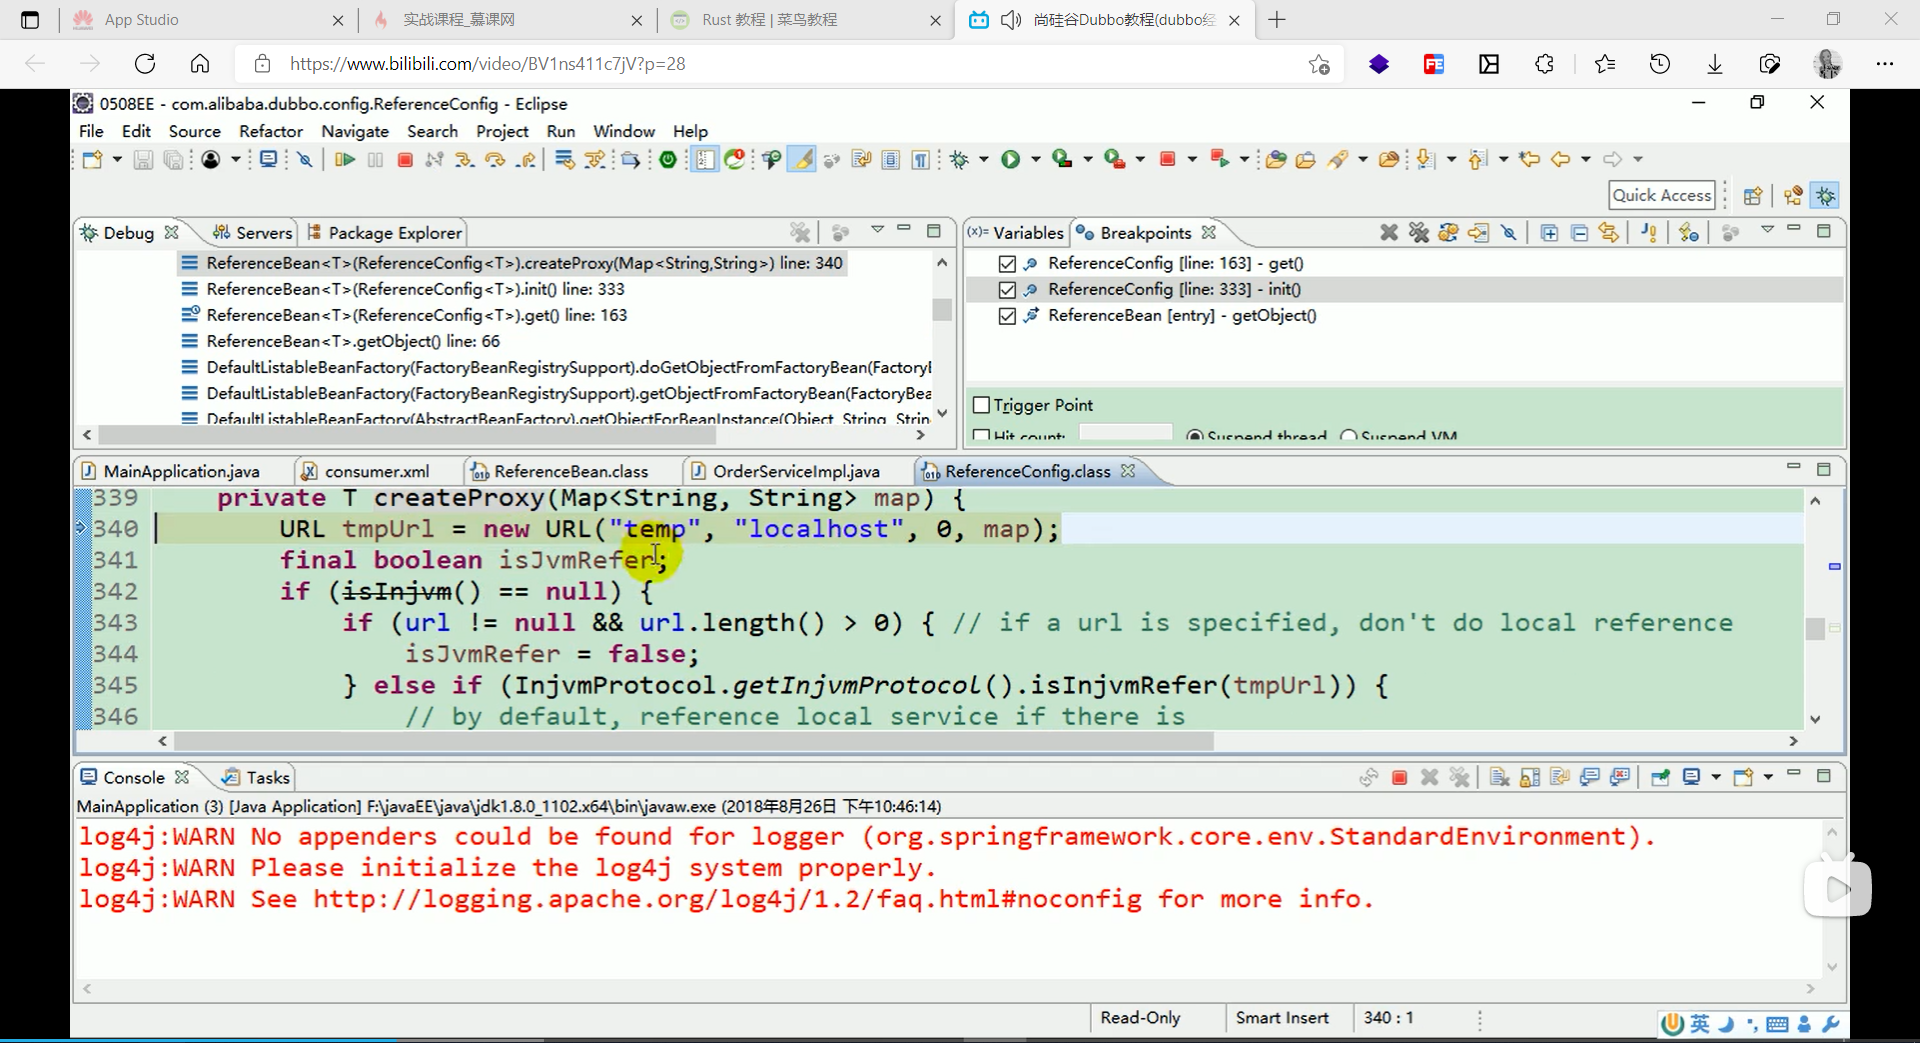 App Studio
实战课程_慕课网
Rust 教程 | 菜鸟教程
尚硅谷Dubbo教程(dubbo经
https://www.bilibili.com/video/BV1ns411c7jV?p=28
0508EE - com.alibaba.dubbo.config.ReferenceConfig - Eclipse
File Edit Source Refactor Navigate Search Project Run Window Help
Quick Access
Debug Servers Package Explorer
ReferenceBean<T>(ReferenceConfig<T>).createProxy(Map<String,String>) line: 340
ReferenceBean<T>(ReferenceConfig<T>).init() line: 333
ReferenceBean<T>(ReferenceConfig<T>).get() line: 163
ReferenceBean<T>.getObject() line: 66
DefaultListableBeanFactory(FactoryBeanRegistrySupport).doGetObjectFromFactoryBean(Factoryl
DefaultListableBeanFactory(FactoryBeanRegistrySupport).getObjectFromFactoryBean(FactoryBea
DefaultListableBeanFactory(AbstractBeanFactory).getObjectForBeanInstance(Object, String, Strin
(x)= Variables Breakpoints
ReferenceConfig [line: 163] - get()
ReferenceConfig [line: 333] - init()
ReferenceBean [entry] - getObject()
Trigger Point
Hit count: Suspend thread Suspend VM
MainApplication.java consumer.xml ReferenceBean.class OrderServiceImpl.java ReferenceConfig.class
339 private T createProxy(Map<String, String> map) {
340 URL tmpUrl = new URL("temp", "localhost", 0, map);
341 final boolean isJvmRefer;
342 if (isInjvm() == null) {
343 if (url != null && url.length() > 0) { // if a url is specified, don't do local reference
344 isJvmRefer = false;
345 } else if (InjvmProtocol.getInjvmProtocol().isInjvmRefer(tmpUrl)) {
346 // by default, reference local service if there is
Console Tasks
MainApplication (3) [Java Application] F:\javaEE\java\jdk1.8.0_1102.x64\bin\javaw.exe (2018年8月26日 下午10:46:14)
log4j:WARN No appenders could be found for logger (org.springframework.core.env.StandardEnvironment).
log4j:WARN Please initialize the log4j system properly.
log4j:WARN See http://logging.apache.org/log4j/1.2/faq.html#noconfig for more info.
Read-Only Smart Insert 340 : 1
英